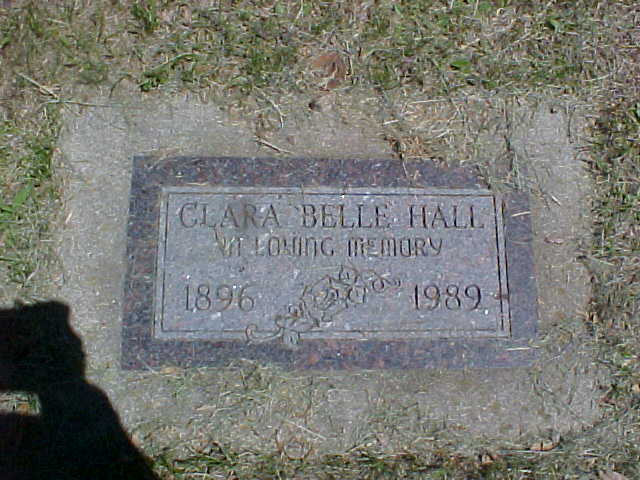 CLARA BELLE HALL
IN LOVING MEMORY
1896 1989